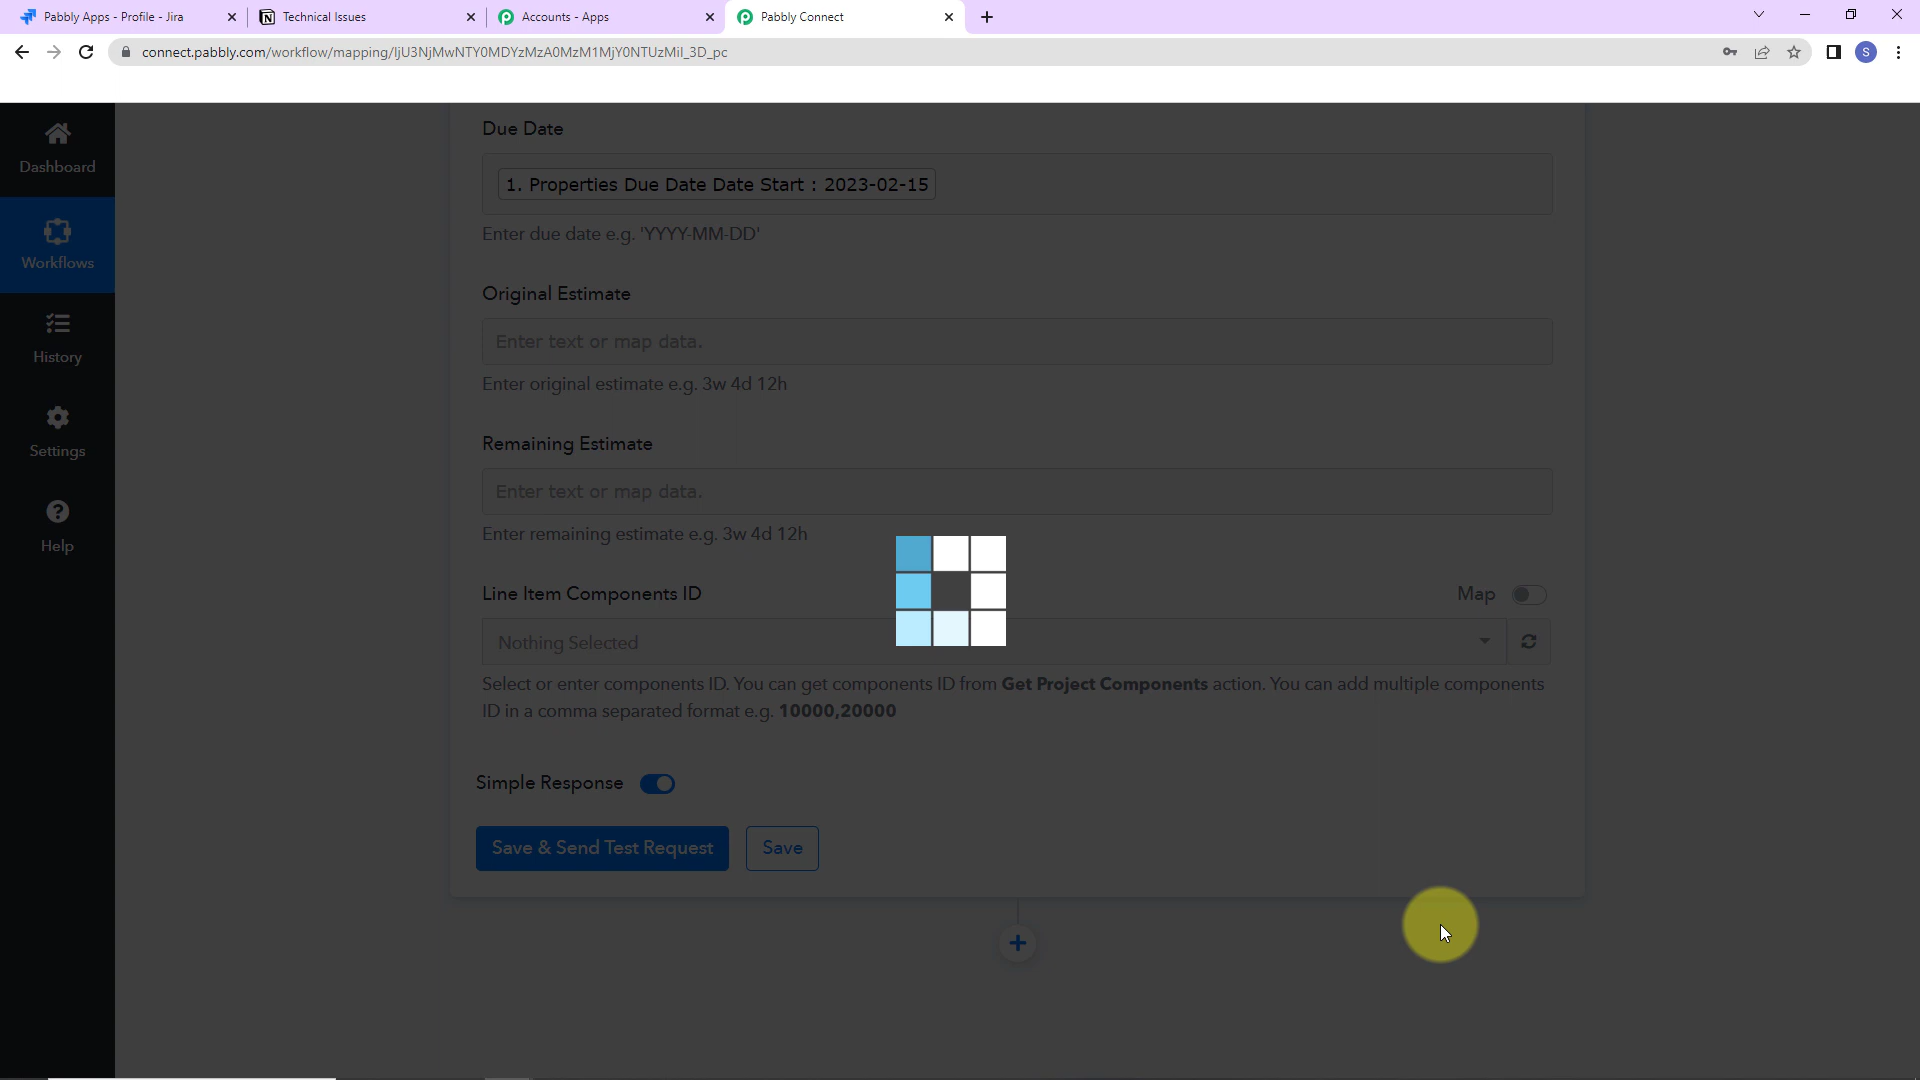 Pabbly Apps - Profile - Jira
Technical Issues
Accounts - Apps
Pabbly Connect
connect.pabbly.com/workflow/mapping/IjU3NjMwNTY0MDYzMzA0MzM1MjY0NTUzMiI_3D_pc
S
Dashboard
Workflows
History
Settings
Help
Due Date
1. Properties Due Date Date Start : 2023-02-15
Enter due date e.g. 'YYYY-MM-DD'
Original Estimate
Enter text or map data.
Enter original estimate e.g. 3w 4d 12h
Remaining Estimate
Enter text or map data.
Enter remaining estimate e.g. 3w 4d 12h
Line Item Components ID
Map
Nothing Selected
Select or enter components ID. You can get components ID from Get Project Components action. You can add multiple components
ID in a comma separated format e.g. 10000,20000
Simple Response
Save & Send Test Request
Save